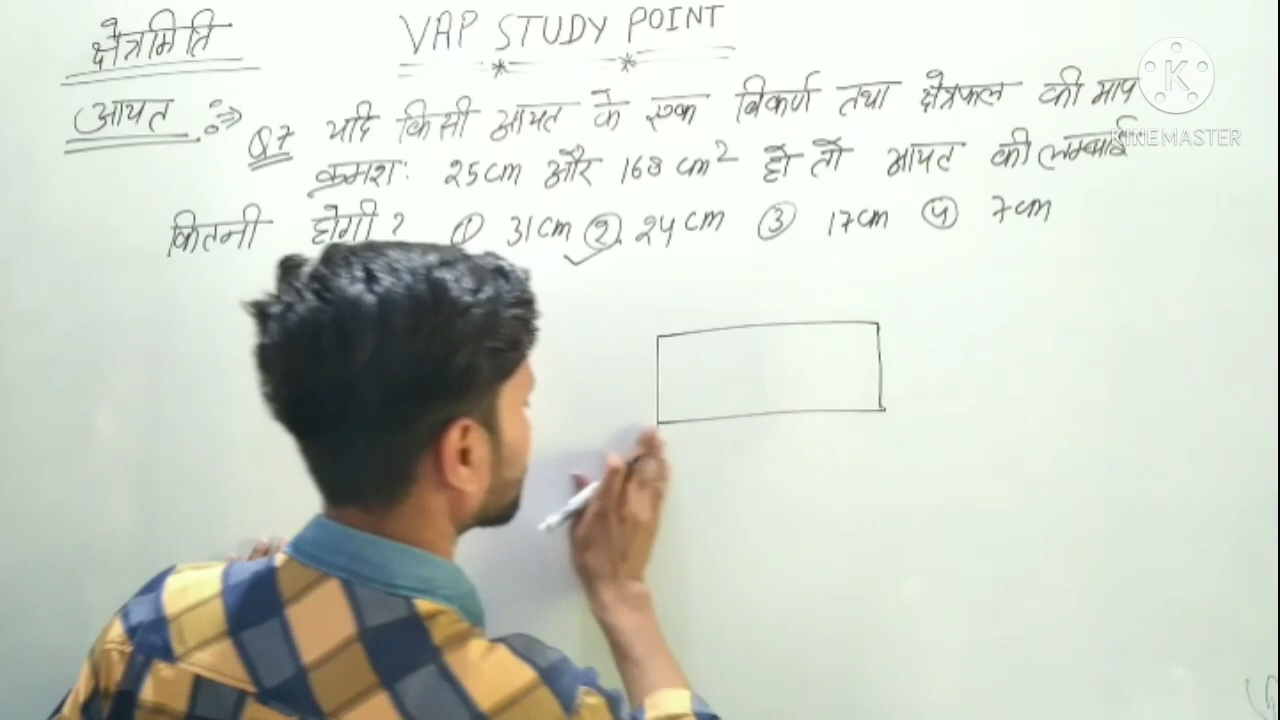 क्षेत्रमिति
VAP STUDY POINT
आयत :⇒ Q7 यदि किसी आयत के एक विकर्ण तथा क्षेत्रफल की माप
क्रमशः 25cm और 168 cm² हो तो आयत की लम्बाई
कितनी होगी? ① 31cm ② 24cm ③ 17cm ④ 7cm
K
KINEMASTER